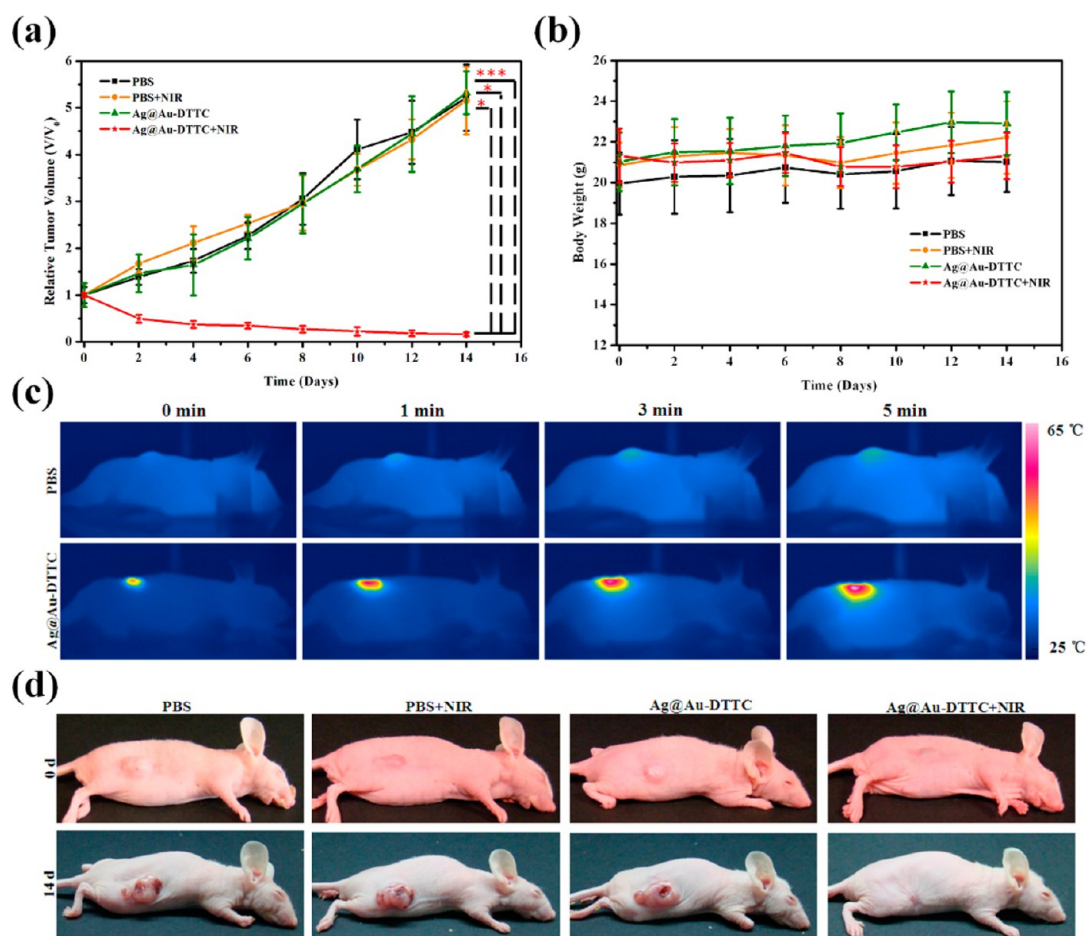 (a)
6
5
4
3
2
1
0
0 2 4 6 8 10 12 14 16
Relative Tumor Volume (V/V0)
Time (Days)
PBS
PBS+NIR
Ag@Au-DTTC
Ag@Au-DTTC+NIR
***
*
*
(b)
26
24
22
20
18
16
14
12
0 2 4 6 8 10 12 14 16
Body Weight (g)
Time (Days)
PBS
PBS+NIR
Ag@Au-DTTC
Ag@Au-DTTC+NIR
(c)
0 min 1 min 3 min 5 min
PBS
Ag@Au-DTTC
65 ℃
25 ℃
(d)
PBS PBS+NIR Ag@Au-DTTC Ag@Au-DTTC+NIR
0 d
14 d